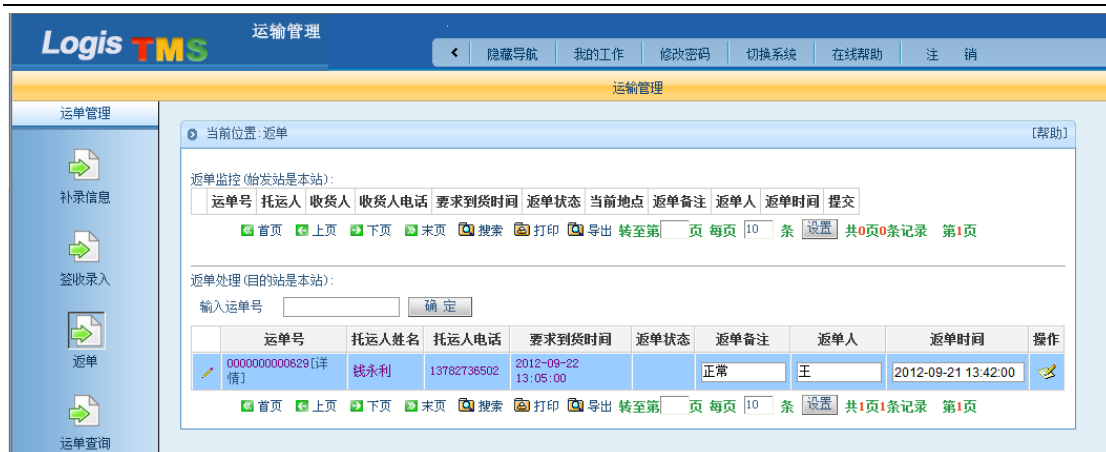 Logis TMS
运输管理
隐藏导航 我的工作 修改密码 切换系统 在线帮助 注 销
运输管理
运单管理
补录信息
签收录入
返单
运单查询
当前位置:返单 [帮助]
返单监控(始发站是本站):
运单号 托运人 收货人 收货人电话 要求到货时间 返单状态 当前地点 返单备注 返单人 返单时间 提交
首页 上页 下页 末页 搜索 打印 导出 转至第 页 每页 10 条 设置 共0页0条记录 第1页
返单处理(目的站是本站):
输入运单号 确 定
运单号 托运人姓名 托运人电话 要求到货时间 返单状态 返单备注 返单人 返单时间 操作
0000000000629[详 钱永利 13782736502 2012-09-22 正常 王 2012-09-21 13:42:00
情] 13:05:00
首页 上页 下页 末页 搜索 打印 导出 转至第 页 每页 10 条 设置 共1页1条记录 第1页